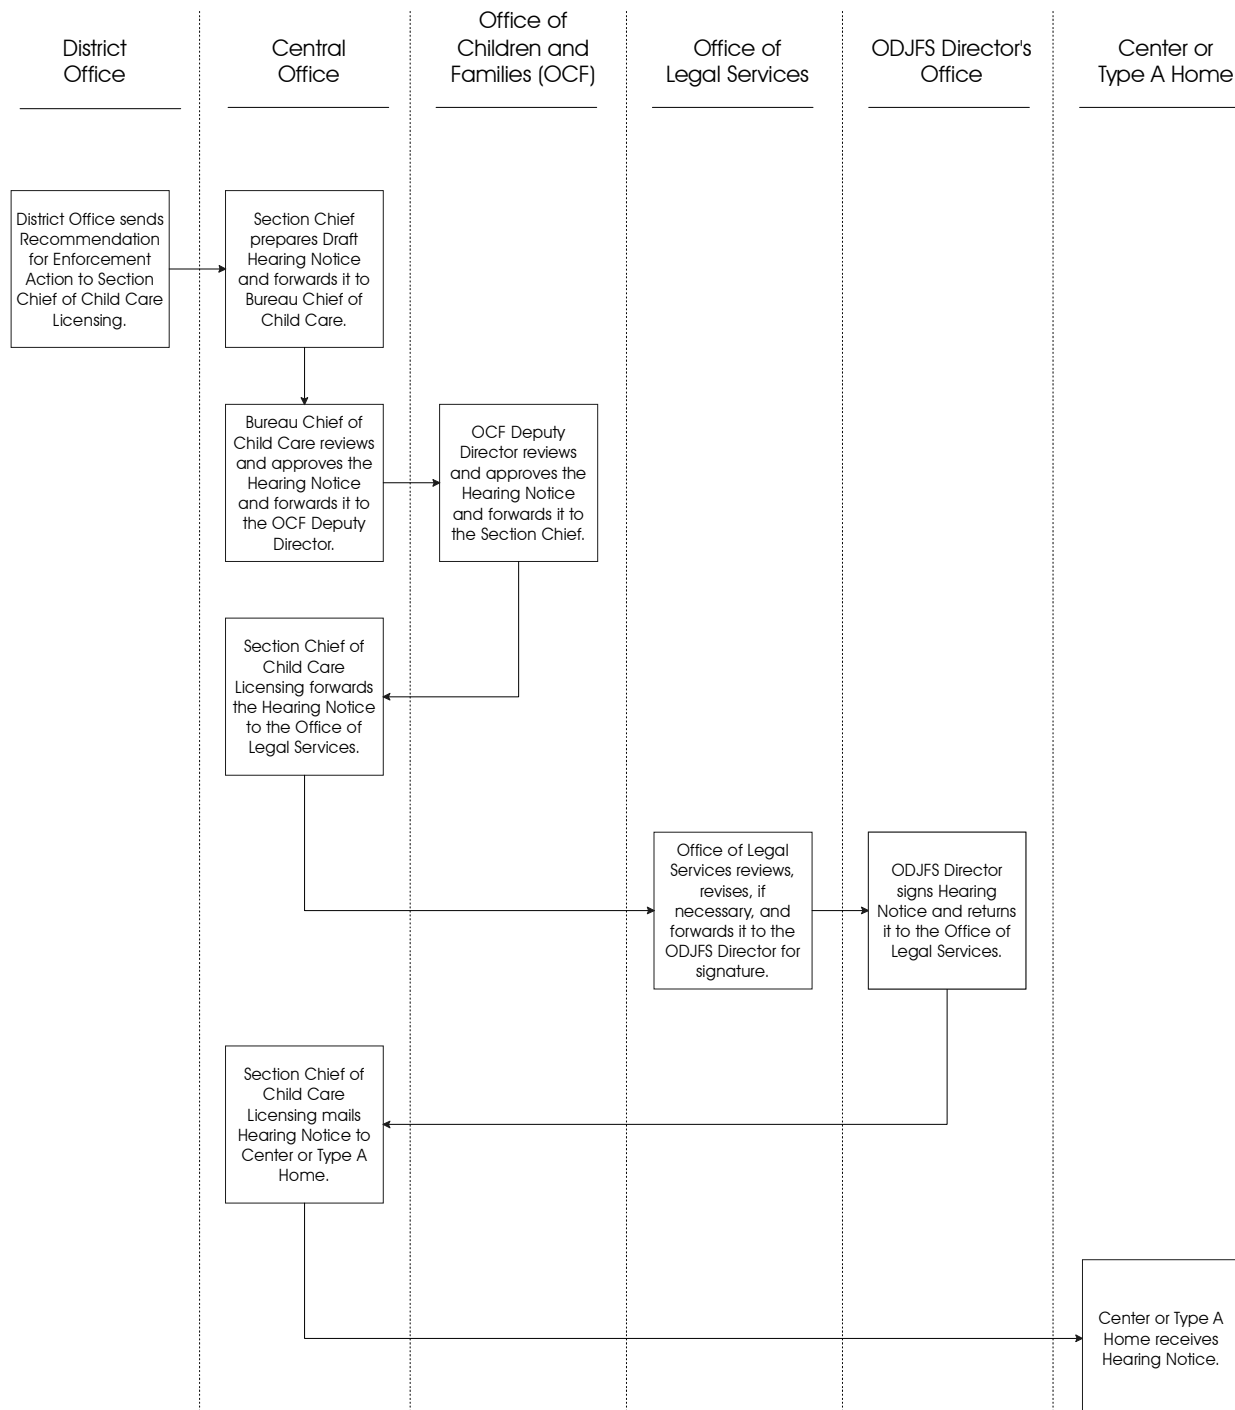 District
Office
Central
Office
Office of
Children and
Families (OCF)
Office of
Legal Services
ODJFS Director's
Office
Center or
Type A Home
District Office sends
Recommendation
for Enforcement
Action to Section
Chief of Child Care
Licensing.
Section Chief
prepares Draft
Hearing Notice
and forwards it to
Bureau Chief of
Child Care.
Bureau Chief of
Child Care reviews
and approves the
Hearing Notice
and forwards it to
the OCF Deputy
Director.
OCF Deputy
Director reviews
and approves the
Hearing Notice
and forwards it to
the Section Chief.
Section Chief of
Child Care
Licensing forwards
the Hearing Notice
to the Office of
Legal Services.
Office of Legal
Services reviews,
revises, if
necessary, and
forwards it to the
ODJFS Director for
signature.
ODJFS Director
signs Hearing
Notice and returns
it to the Office of
Legal Services.
Section Chief of
Child Care
Licensing mails
Hearing Notice to
Center or Type A
Home.
Center or Type A
Home receives
Hearing Notice.